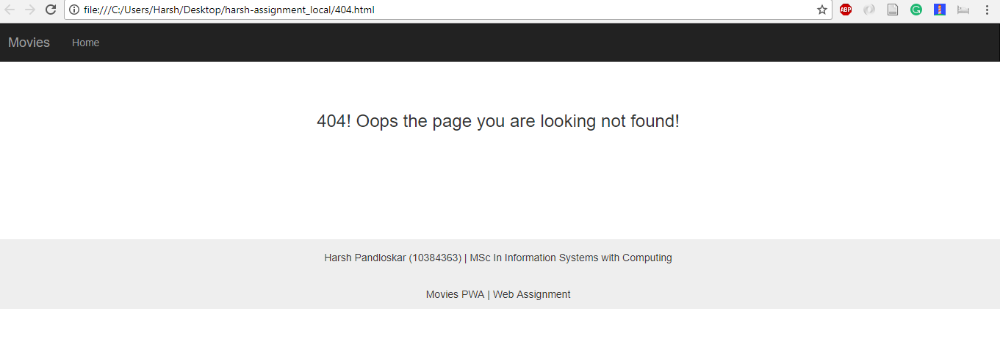 file:///C:/Users/Harsh/Desktop/harsh-assignment_local/404.html
ABP
Movies Home
404! Oops the page you are looking not found!
Harsh Pandloskar (10384363) | MSc In Information Systems with Computing
Movies PWA | Web Assignment